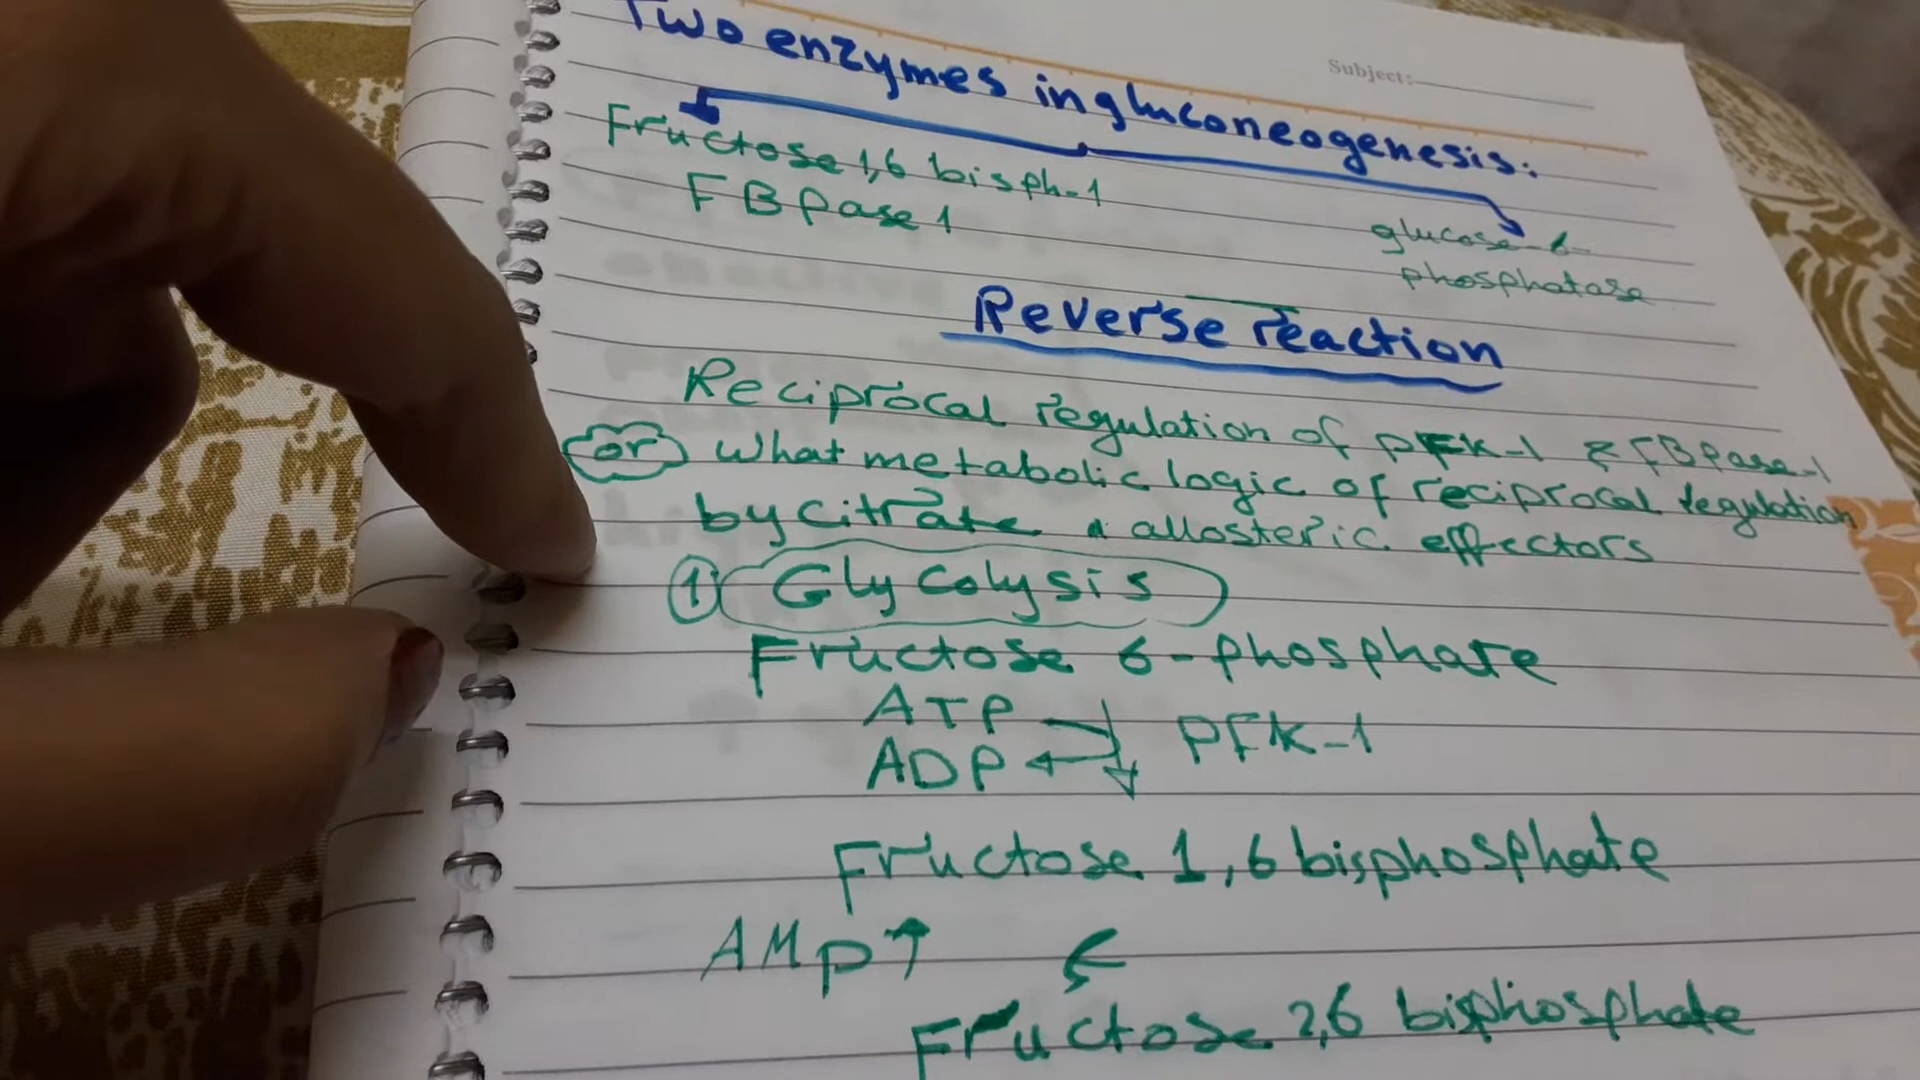 Two enzymes in gluconeogenesis:
Subject:
Fructose 1,6 bisph-1
FBPase 1
glucose-6-
phosphatase
Reverse reaction
Reciprocal regulation of PFK-1 & FBPase-1
or What metabolic logic of reciprocal regulation
by citrate & allosteric effectors
1 Glycolysis
Fructose 6-phosphate
ATP
PFK-1
ADP
Fructose 1,6 bisphosphate
AMP↑ و
Fructose 2,6 bisphosphate